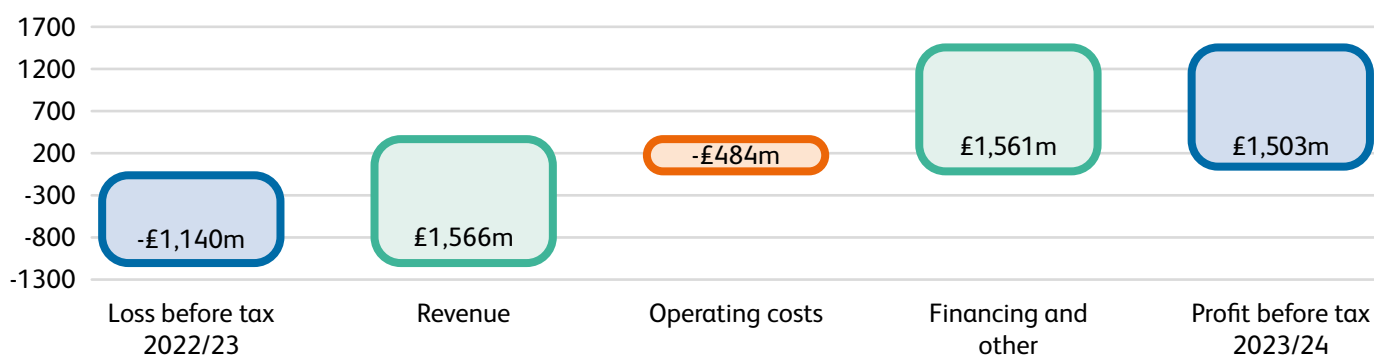 1700
1200
700
200
-300
-800
-1300
-£1,140m
£1,566m
-£484m
£1,561m
£1,503m
Loss before tax
2022/23
Revenue
Operating costs
Financing and
other
Profit before tax
2023/24